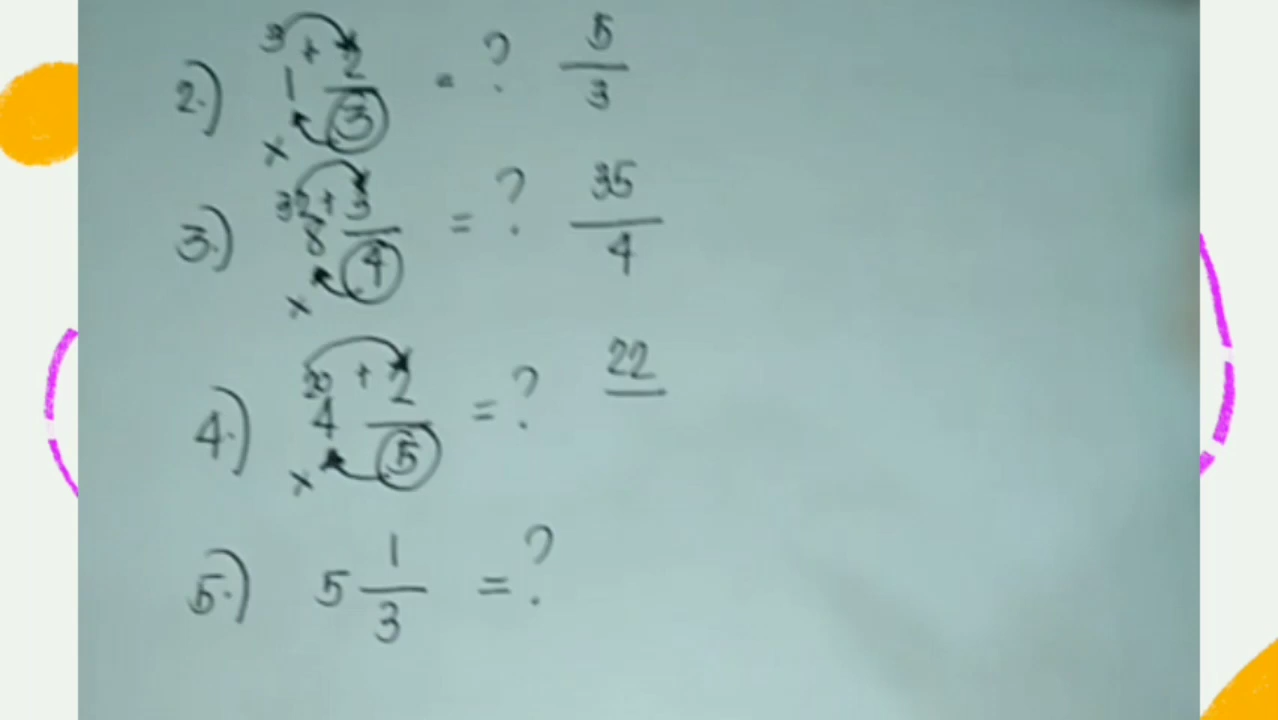 2.) 3 + 2
1 3 = ? 5/3
×
3.) 32 + 3
8 4 = ? 35/4
×
4.) 20 + 2
4 5 = ? 22
×
5.) 5 1/3 = ?